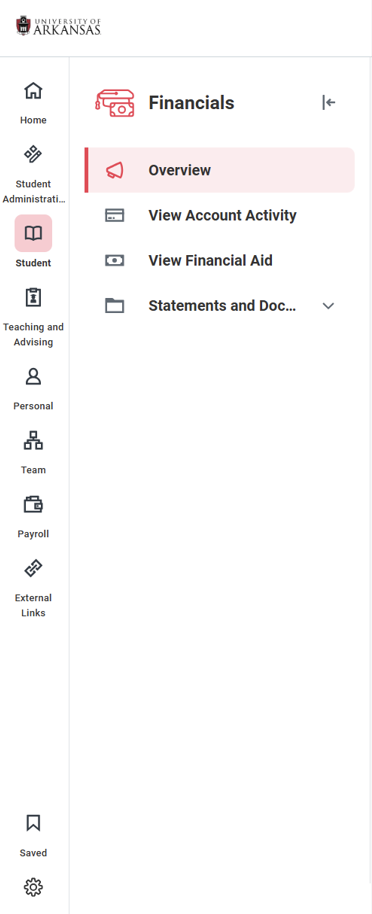 UNIVERSITY OF
ARKANSAS
Home
Student
Administrati...
Student
Teaching and
Advising
Personal
Team
Payroll
External
Links
Saved
Financials
Overview
View Account Activity
View Financial Aid
Statements and Doc...